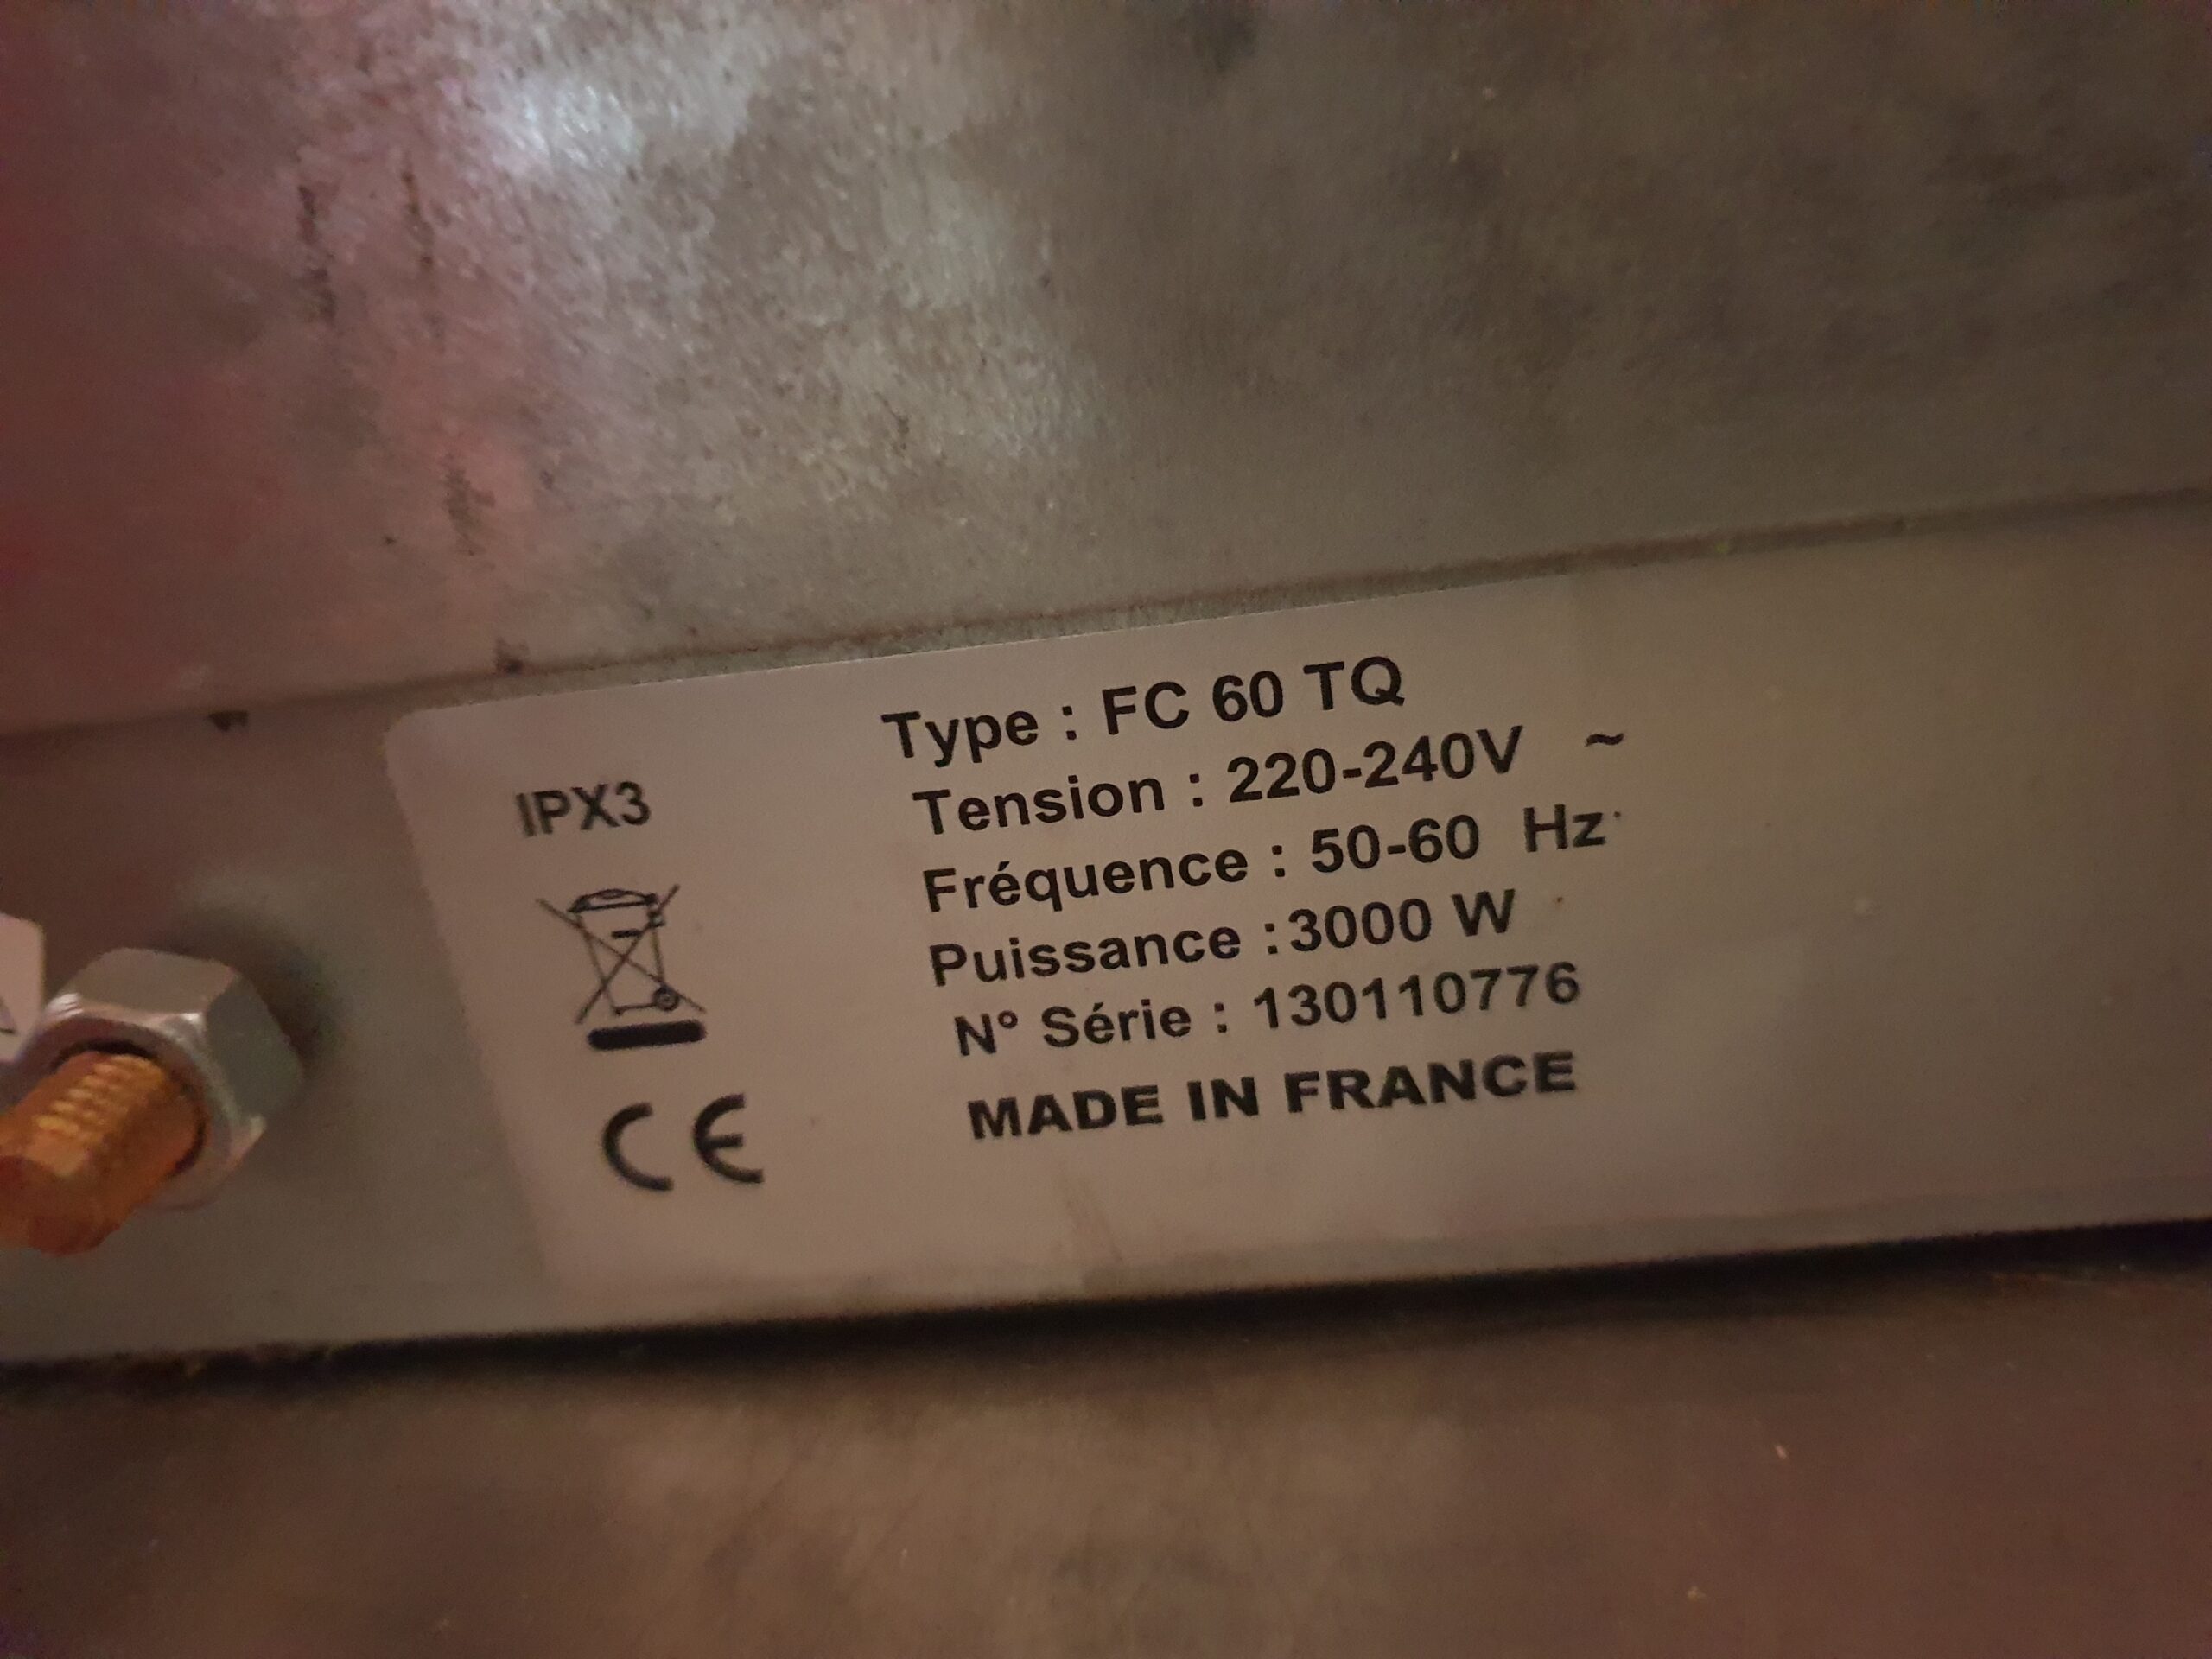 Type : FC 60 TQ
IPX3
Tension : 220-240V ~
Fréquence : 50-60 Hz
Puissance :3000 W
N° Série : 130110776
MADE IN FRANCE
CE